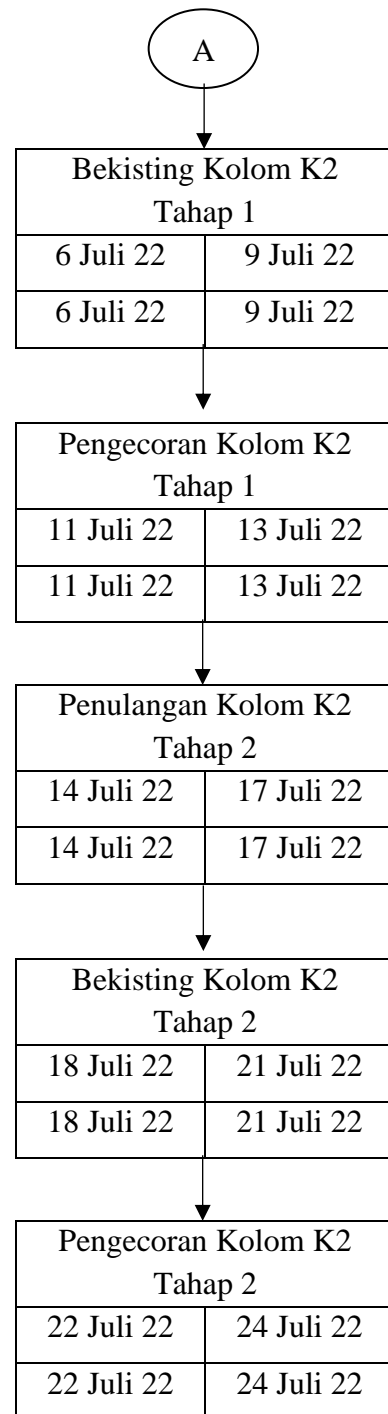 A
Bekisting Kolom K2
Tahap 1
6 Juli 22 9 Juli 22
6 Juli 22 9 Juli 22
Pengecoran Kolom K2
Tahap 1
11 Juli 22 13 Juli 22
11 Juli 22 13 Juli 22
Penulangan Kolom K2
Tahap 2
14 Juli 22 17 Juli 22
14 Juli 22 17 Juli 22
Bekisting Kolom K2
Tahap 2
18 Juli 22 21 Juli 22
18 Juli 22 21 Juli 22
Pengecoran Kolom K2
Tahap 2
22 Juli 22 24 Juli 22
22 Juli 22 24 Juli 22